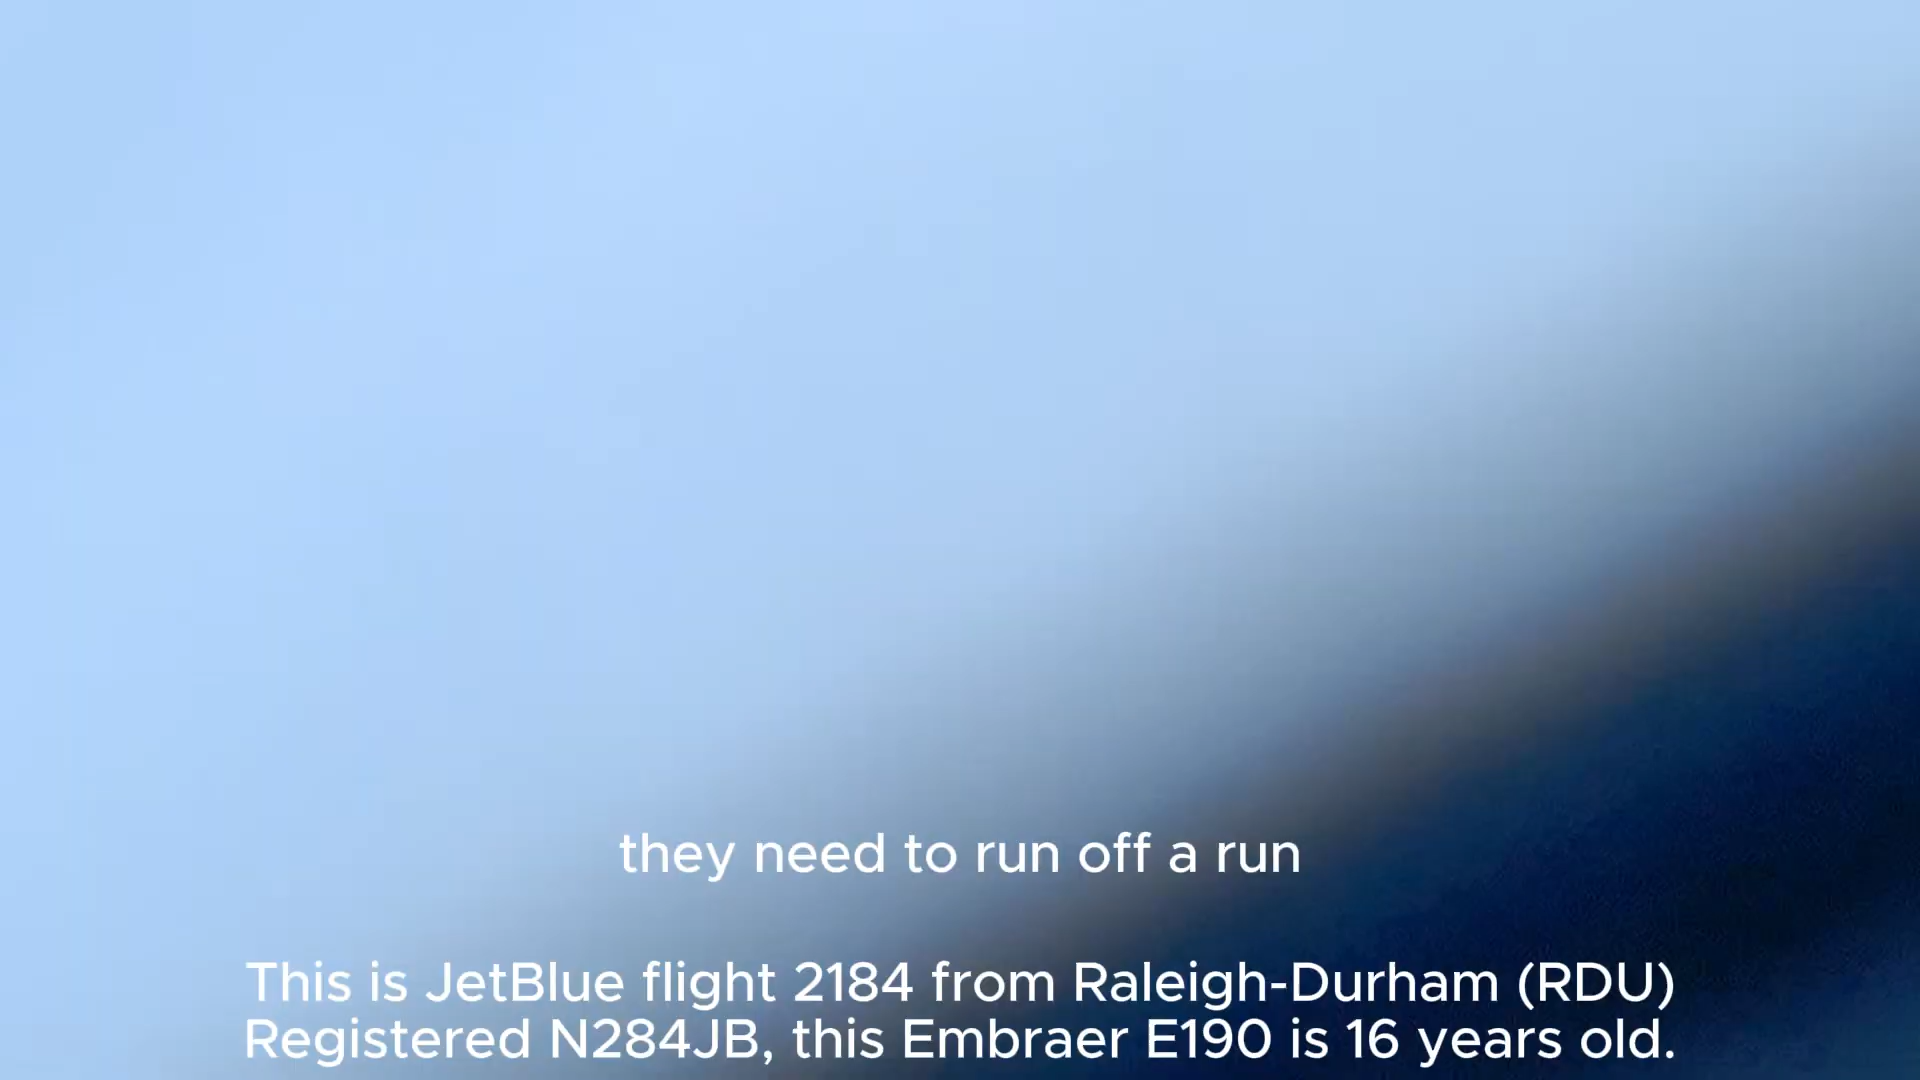 they need to run off a run
This is JetBlue flight 2184 from Raleigh-Durham (RDU)
Registered N284JB, this Embraer E190 is 16 years old.